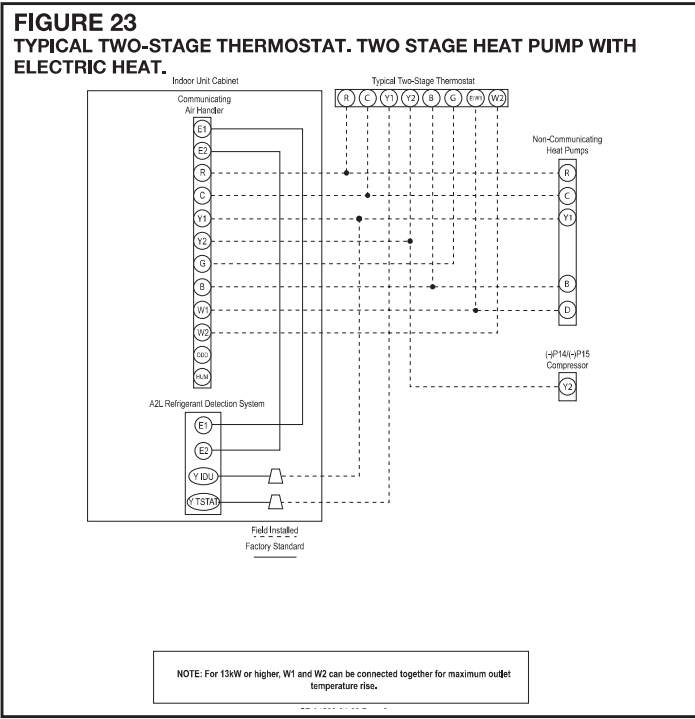 FIGURE 23
TYPICAL TWO-STAGE THERMOSTAT. TWO STAGE HEAT PUMP WITH
ELECTRIC HEAT.
Indoor Unit Cabinet
Typical Two-Stage Thermostat
R C Y1 Y2 B G E/W1 W2
Communicating
Air Handler
E1
E2
R
C
Y1
Y2
G
B
W1
W2
ODD
HUM
Non-Communicating
Heat Pumps
R
C
Y1
B
D
(-)P14/(-)P15
Compressor
Y2
A2L Refrigerant Detection System
E1
E2
Y IDU
Y TSTAT
Field Installed
Factory Standard
NOTE: For 13kW or higher, W1 and W2 can be connected together for maximum outlet
temperature rise.